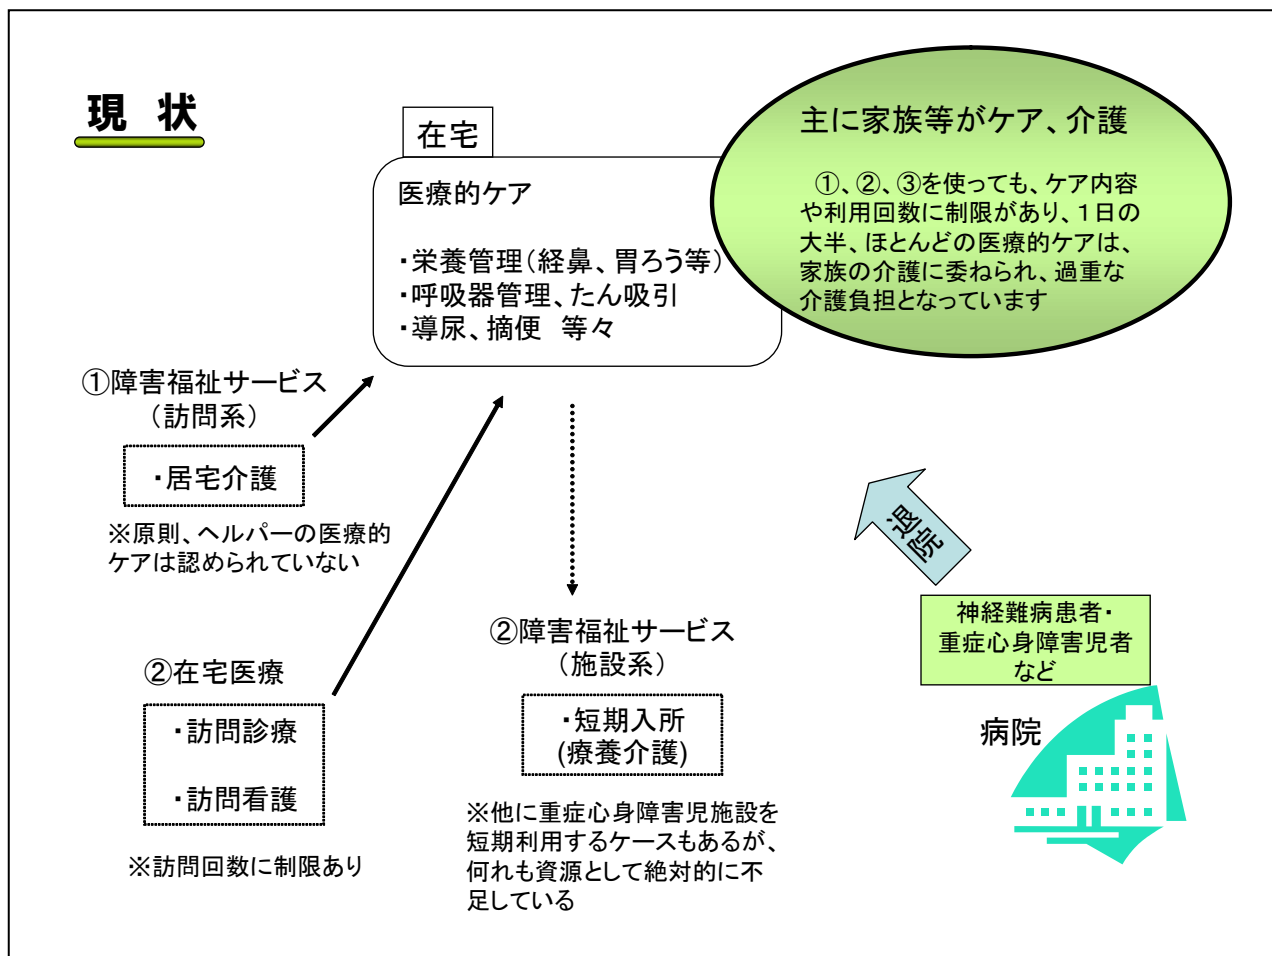 現 状
在宅
医療的ケア
・栄養管理（経鼻、胃ろう等）
・呼吸器管理、たん吸引
・導尿、摘便　等々
主に家族等がケア、介護
①、②、③を使っても、ケア内容
や利用回数に制限があり、１日の
大半、ほとんどの医療的ケアは、
家族の介護に委ねられ、過重な
介護負担となっています
①障害福祉サービス
（訪問系）
・居宅介護
※原則、ヘルパーの医療的
ケアは認められていない
②在宅医療
・訪問診療
・訪問看護
※訪問回数に制限あり
②障害福祉サービス
（施設系）
・短期入所
(療養介護)
※他に重症心身障害児施設を
短期利用するケースもあるが、
何れも資源として絶対的に不
足している
退院
神経難病患者・
重症心身障害児者
など
病院